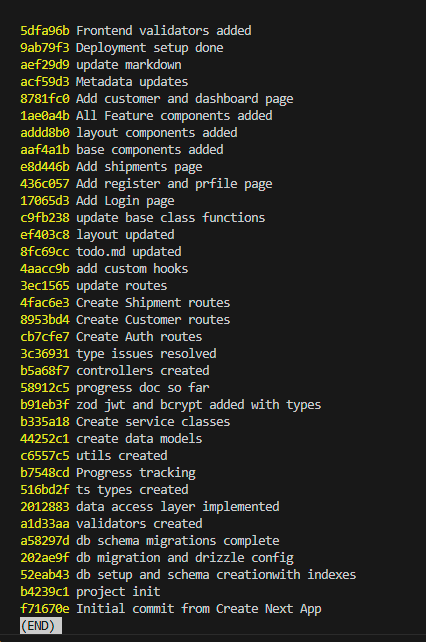 5dfa96b Frontend validators added
9ab79f3 Deployment setup done
aef29d9 update markdown
acf59d3 Metadata updates
8781fc0 Add customer and dashboard page
1ae0a4b All Feature components added
addd8b0 layout components added
aaf4a1b base components added
e8d446b Add shipments page
436c057 Add register and prfile page
17065d3 Add Login page
c9fb238 update base class functions
ef403c8 layout updated
8fc69cc todo.md updated
4aacc9b add custom hooks
3ec1565 update routes
4fac6e3 Create Shipment routes
8953bd4 Create Customer routes
cb7cfe7 Create Auth routes
3c36931 type issues resolved
b5a68f7 controllers created
58912c5 progress doc so far
b91eb3f zod jwt and bcrypt added with types
b335a18 Create service classes
44252c1 create data models
c6557c5 utils created
b7548cd Progress tracking
516bd2f ts types created
2012883 data access layer implemented
a1d33aa validators created
a58297d db schema migrations complete
202ae9f db migration and drizzle config
52eab43 db setup and schema creationwith indexes
b4239c1 project init
f71670e Initial commit from Create Next App
(END)